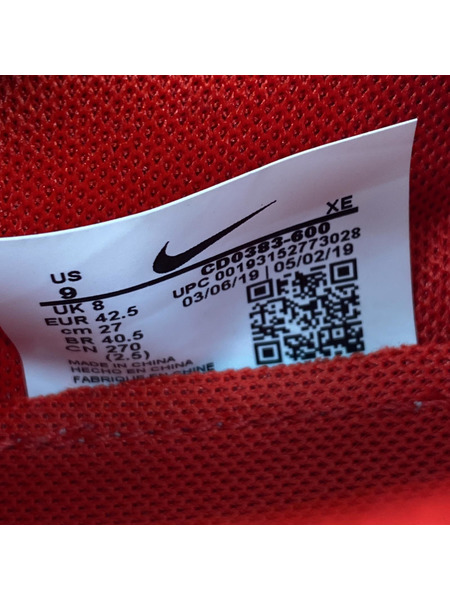 XE
US
9
CD0383-600
UK 8
UPC 00193152773028
EUR 42.5
03/06/19 | 05/02/19
cm 27
BR 40.5
CN 270
(2.5)
MADE IN CHINA
HECHO EN CHINA
FABRIQUE EN CHINE